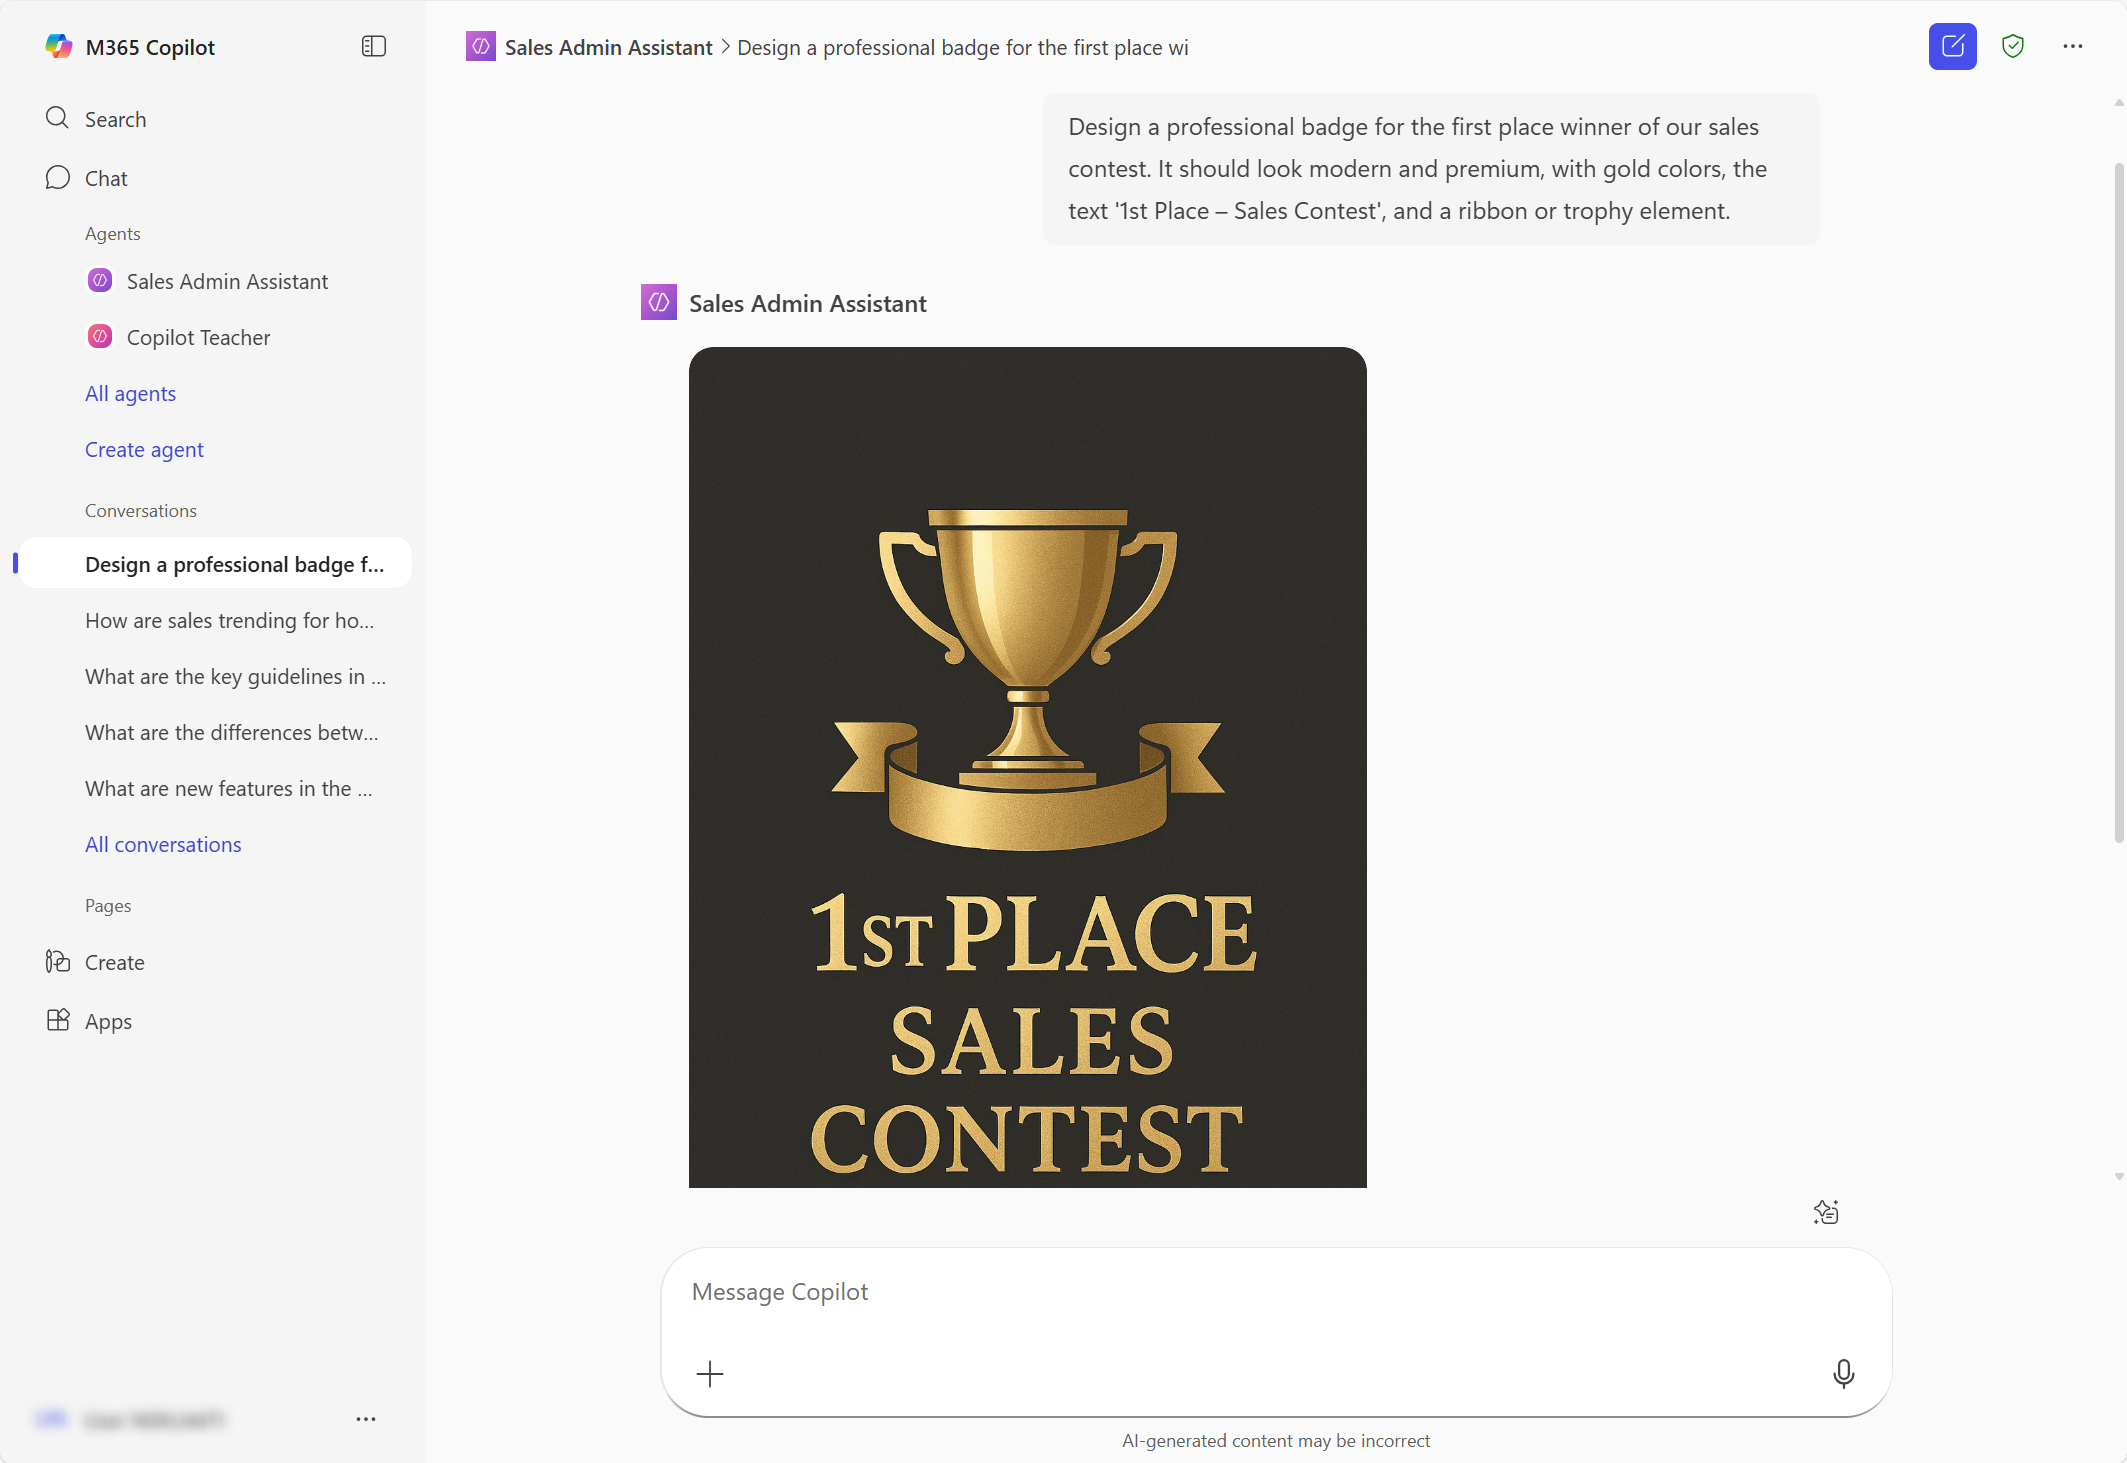 M365 Copilot
Search
Chat
Agents
Sales Admin Assistant
Copilot Teacher
All agents
Create agent
Conversations
Design a professional badge f...
How are sales trending for ho...
What are the key guidelines in ...
What are the differences betw...
What are new features in the ...
All conversations
Pages
Create
Apps
Sales Admin Assistant > Design a professional badge for the first place wi
Design a professional badge for the first place winner of our sales
contest. It should look modern and premium, with gold colors, the
text '1st Place – Sales Contest', and a ribbon or trophy element.
Sales Admin Assistant
1ST PLACE
SALES
CONTEST
Message Copilot
AI-generated content may be incorrect